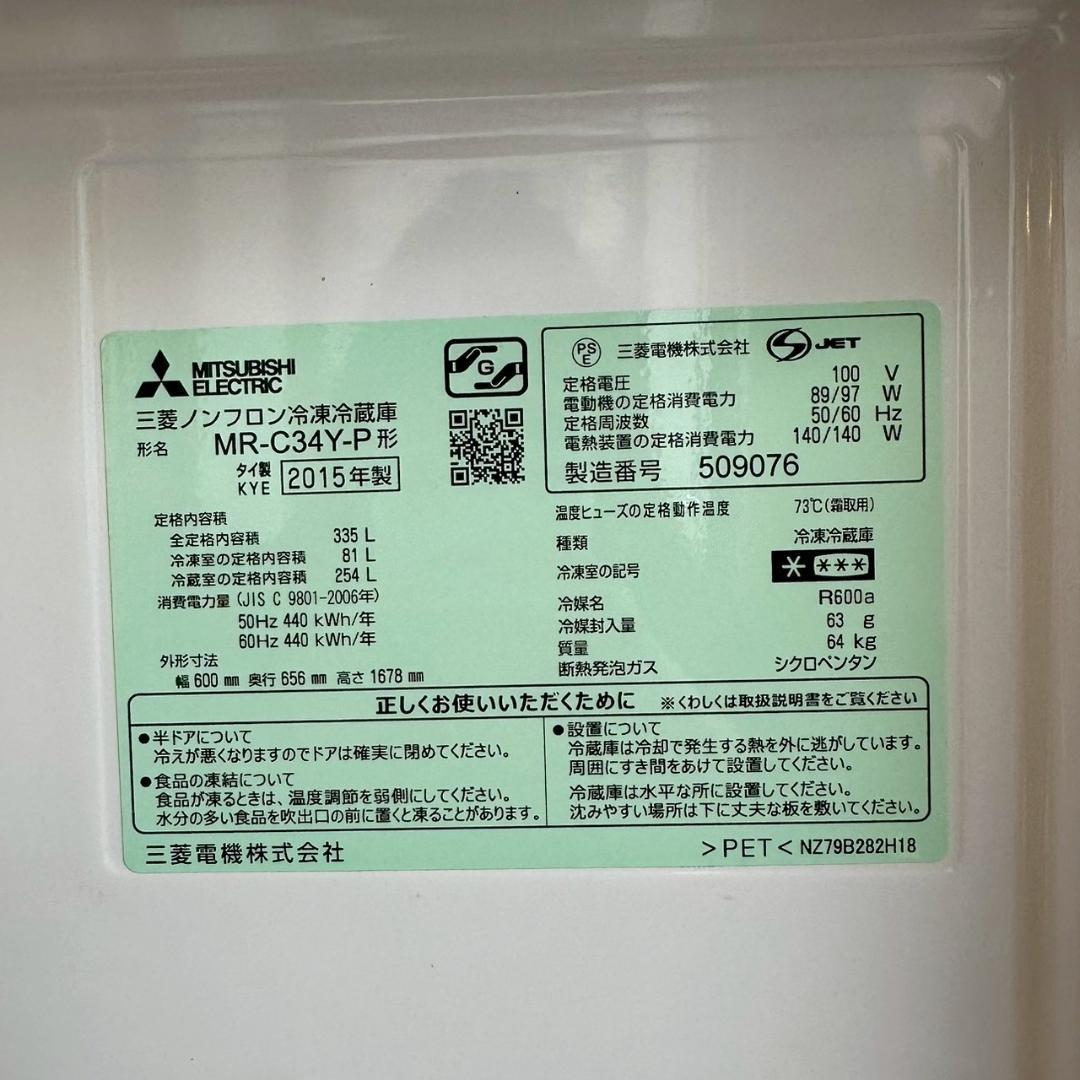 MITSUBISHI
ELECTRIC
G
三菱ノンフロン冷凍冷蔵庫
形名 MR-C34Y-P形
タイ製
KYE 2015年製
PS
E
三菱電機株式会社 S JET
定格電圧 100 V
電動機の定格消費電力 89/97 W
定格周波数 50/60 Hz
電熱装置の定格消費電力 140/140 W
製造番号 509076
定格内容積
全定格内容積 335 L
冷凍室の定格内容積 81 L
冷蔵室の定格内容積 254 L
消費電力量(JIS C 9801-2006年)
50Hz 440 kWh/年
60Hz 440 kWh/年
外形寸法
幅 600 mm 奥行 656 mm 高さ 1678 mm
温度ヒューズの定格動作温度 73℃(霜取用)
種類 冷凍冷蔵庫
冷凍室の記号 * ***
冷媒名 R600a
冷媒封入量 63 g
質量 64 kg
断熱発泡ガス シクロペンタン
正しくお使いいただくために ※くわしくは取扱説明書をご覧ください
●半ドアについて
冷えが悪くなりますのでドアは確実に閉めてください。
●食品の凍結について
食品が凍るときは、温度調節を弱側にしてください。
水分の多い食品を吹出口の前に置くと凍ることがあります。
●設置について
冷蔵庫は冷却で発生する熱を外に逃がしています。
周囲にすき間をあけて設置してください。
冷蔵庫は水平な所に設置してください。
沈みやすい場所は下に丈夫な板を敷いてください。
三菱電機株式会社
>PET< NZ79B282H18